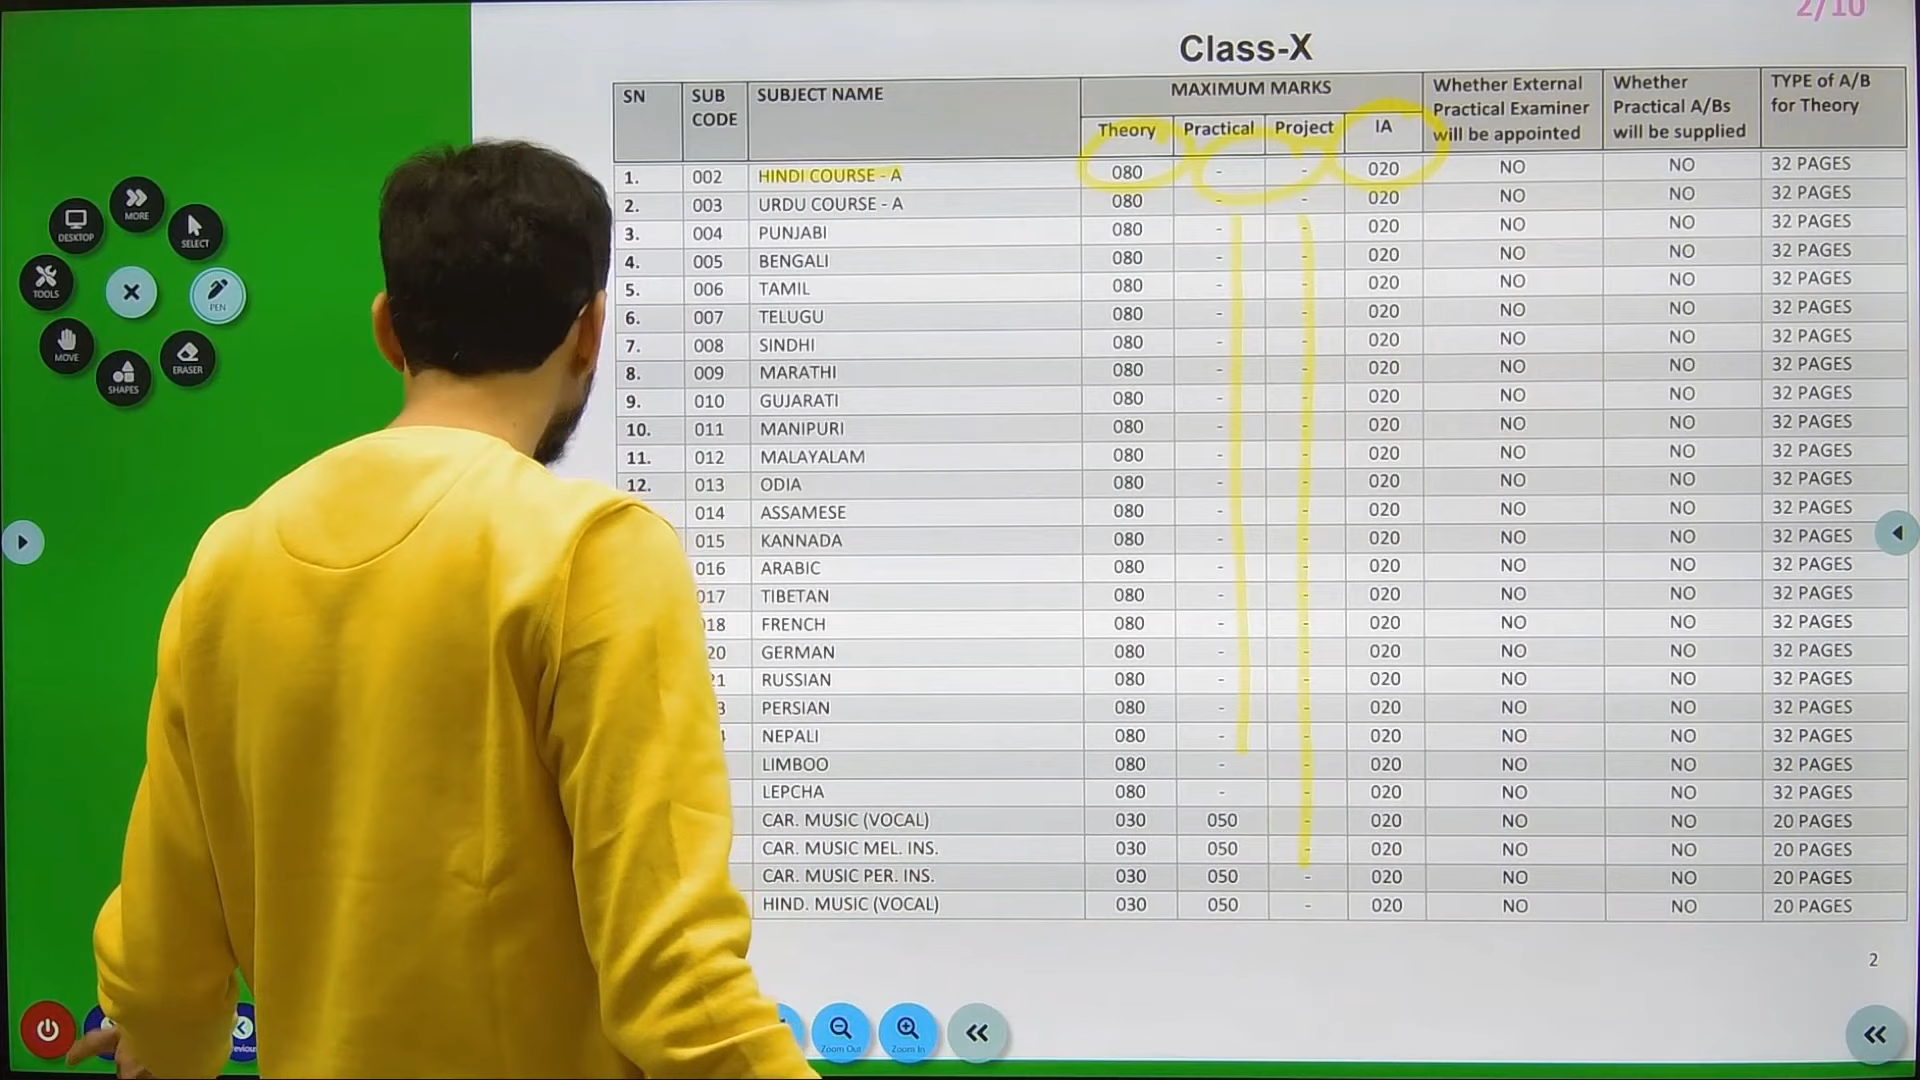 2/10
Class-X
SN SUB CODE SUBJECT NAME MAXIMUM MARKS Whether External Practical Examiner will be appointed Whether Practical A/Bs will be supplied TYPE of A/B for Theory
Theory Practical Project IA
1. 002 HINDI COURSE - A 080 - - 020 NO NO 32 PAGES
2. 003 URDU COURSE - A 080 - - 020 NO NO 32 PAGES
3. 004 PUNJABI 080 - - 020 NO NO 32 PAGES
4. 005 BENGALI 080 - - 020 NO NO 32 PAGES
5. 006 TAMIL 080 - - 020 NO NO 32 PAGES
6. 007 TELUGU 080 - - 020 NO NO 32 PAGES
7. 008 SINDHI 080 - - 020 NO NO 32 PAGES
8. 009 MARATHI 080 - - 020 NO NO 32 PAGES
9. 010 GUJARATI 080 - - 020 NO NO 32 PAGES
10. 011 MANIPURI 080 - - 020 NO NO 32 PAGES
11. 012 MALAYALAM 080 - - 020 NO NO 32 PAGES
12. 013 ODIA 080 - - 020 NO NO 32 PAGES
014 ASSAMESE 080 - - 020 NO NO 32 PAGES
015 KANNADA 080 - - 020 NO NO 32 PAGES
016 ARABIC 080 - - 020 NO NO 32 PAGES
017 TIBETAN 080 - - 020 NO NO 32 PAGES
018 FRENCH 080 - - 020 NO NO 32 PAGES
20 GERMAN 080 - - 020 NO NO 32 PAGES
21 RUSSIAN 080 - - 020 NO NO 32 PAGES
3 PERSIAN 080 - - 020 NO NO 32 PAGES
NEPALI 080 - - 020 NO NO 32 PAGES
LIMBOO 080 - - 020 NO NO 32 PAGES
LEPCHA 080 - - 020 NO NO 32 PAGES
CAR. MUSIC (VOCAL) 030 050 - 020 NO NO 20 PAGES
CAR. MUSIC MEL. INS. 030 050 - 020 NO NO 20 PAGES
CAR. MUSIC PER. INS. 030 050 - 020 NO NO 20 PAGES
HIND. MUSIC (VOCAL) 030 050 - 020 NO NO 20 PAGES
2
MORE
DESKTOP
SELECT
TOOLS
PEN
MOVE
ERASER
SHAPES
Zoom Out
Zoom In